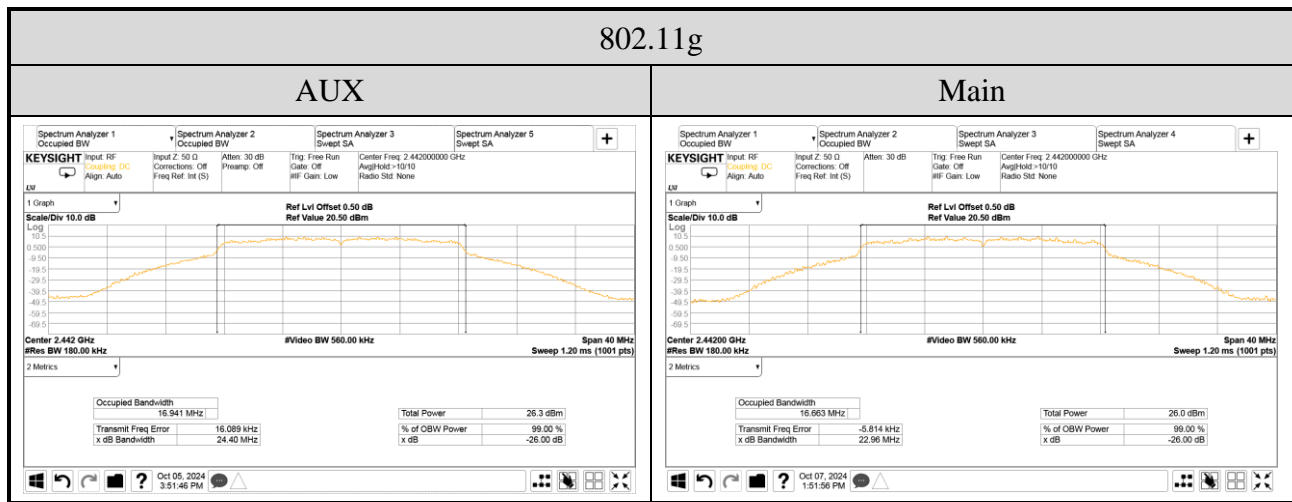 802.11g
AUX
Main
Spectrum Analyzer 1
Occupied BW
Spectrum Analyzer 2
Occupied BW
Spectrum Analyzer 3
Swept SA
Spectrum Analyzer 5
Swept SA
+
KEYSIGHT
Input: RF
Coupling: DC
Align: Auto
Input Z: 50 Ω
Corrections: Off
Freq Ref: Int (S)
Atten: 30 dB
Preamp: Off
Trig: Free Run
Gate: Off
#IF Gain: Low
Center Freq: 2.442000000 GHz
Avg|Hold:>10/10
Radio Std: None
LXI
1 Graph
Scale/Div 10.0 dB
Ref Lvl Offset 0.50 dB
Ref Value 20.50 dBm
Log
10.5
0.500
-9.50
-19.5
-29.5
-39.5
-49.5
-59.5
-69.5
Center 2.442 GHz
#Video BW 560.00 kHz
Span 40 MHz
#Res BW 180.00 kHz
Sweep 1.20 ms (1001 pts)
2 Metrics
Occupied Bandwidth
16.941 MHz
Total Power 26.3 dBm
Transmit Freq Error 16.089 kHz
% of OBW Power 99.00 %
x dB Bandwidth 24.40 MHz
x dB -26.00 dB
?
Oct 05, 2024
3:51:46 PM
Spectrum Analyzer 1
Occupied BW
Spectrum Analyzer 2
Occupied BW
Spectrum Analyzer 3
Swept SA
Spectrum Analyzer 4
Swept SA
+
KEYSIGHT
Input: RF
Coupling: DC
Align: Auto
Input Z: 50 Ω
Corrections: Off
Freq Ref: Int (S)
Atten: 30 dB
Trig: Free Run
Gate: Off
#IF Gain: Low
Center Freq: 2.442000000 GHz
Avg|Hold:>10/10
Radio Std: None
LXI
1 Graph
Scale/Div 10.0 dB
Ref Lvl Offset 0.50 dB
Ref Value 20.50 dBm
Log
10.5
0.500
-9.50
-19.5
-29.5
-39.5
-49.5
-59.5
-69.5
Center 2.44200 GHz
#Video BW 560.00 kHz
Span 40 MHz
#Res BW 180.00 kHz
Sweep 1.20 ms (1001 pts)
2 Metrics
Occupied Bandwidth
16.663 MHz
Total Power 26.0 dBm
Transmit Freq Error -5.814 kHz
% of OBW Power 99.00 %
x dB Bandwidth 22.96 MHz
x dB -26.00 dB
?
Oct 07, 2024
1:51:56 PM